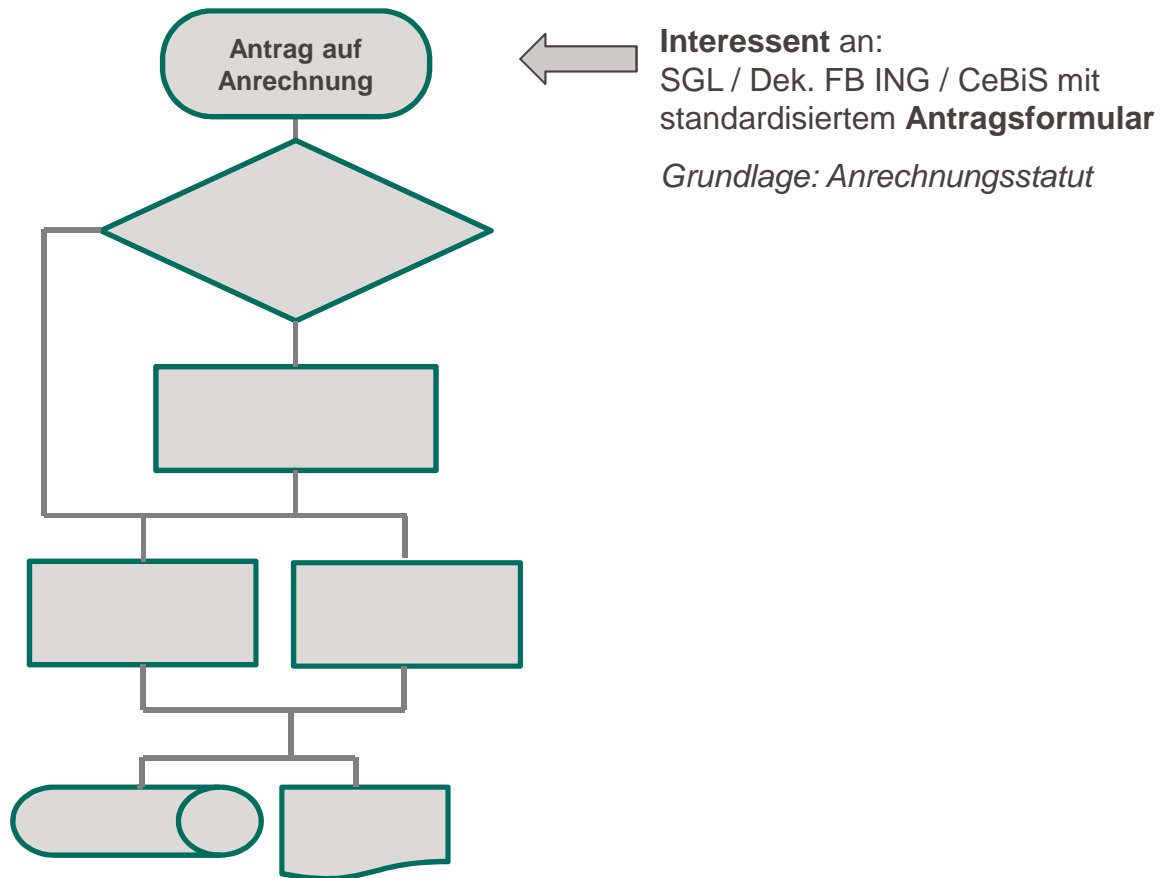 Antrag auf
Anrechnung
Interessent an:
SGL / Dek. FB ING / CeBiS mit
standardisiertem Antragsformular
Grundlage: Anrechnungsstatut